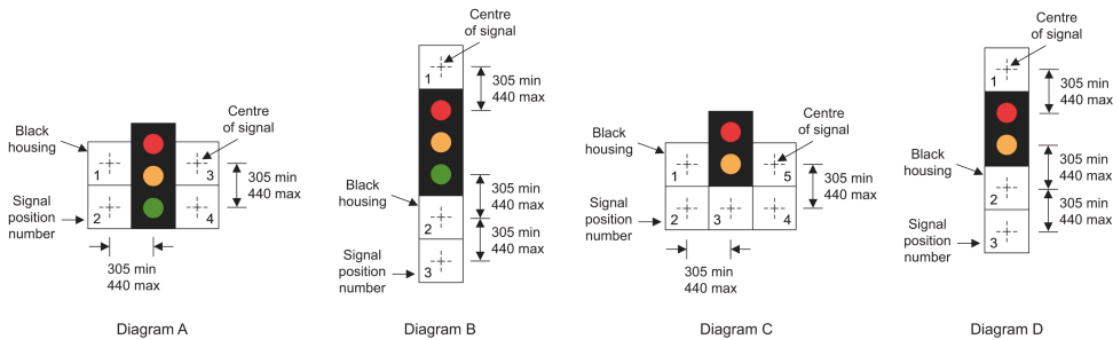 Black
housing
Signal
position
number
1
2
3
4
Centre
of signal
305 min
440 max
305 min
440 max
Diagram A
Centre
of signal
1
305 min
440 max
Black
housing
305 min
440 max
2
305 min
440 max
Signal
position
number
3
Diagram B
Black
housing
Signal
position
number
1
2
3
4
5
Centre
of signal
305 min
440 max
305 min
440 max
Diagram C
Centre
of signal
1
305 min
440 max
Black
housing
305 min
440 max
2
305 min
440 max
Signal
position
number
3
Diagram D